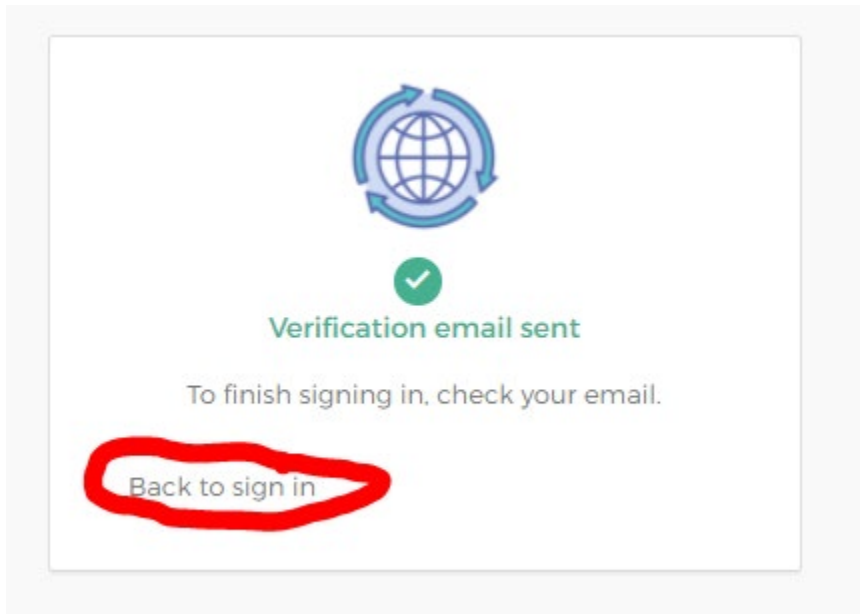 Verification email sent
To finish signing in, check your email.
Back to sign in